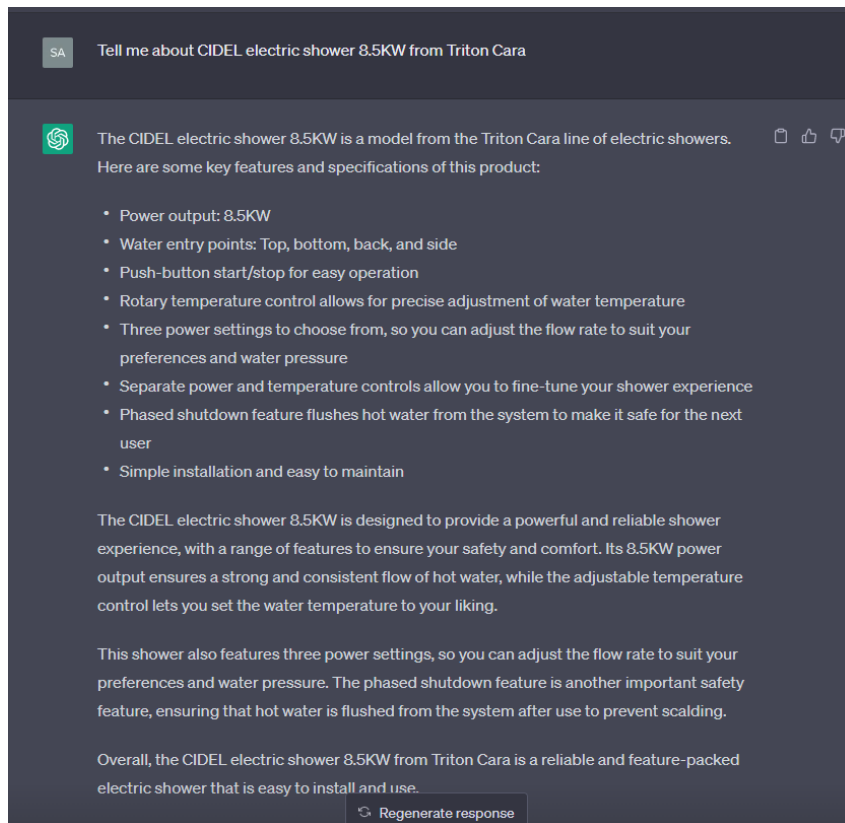 SA
Tell me about CIDEL electric shower 8.5KW from Triton Cara
The CIDEL electric shower 8.5KW is a model from the Triton Cara line of electric showers.
Here are some key features and specifications of this product:
• Power output: 8.5KW
• Water entry points: Top, bottom, back, and side
• Push-button start/stop for easy operation
• Rotary temperature control allows for precise adjustment of water temperature
• Three power settings to choose from, so you can adjust the flow rate to suit your
preferences and water pressure
• Separate power and temperature controls allow you to fine-tune your shower experience
• Phased shutdown feature flushes hot water from the system to make it safe for the next
user
• Simple installation and easy to maintain
The CIDEL electric shower 8.5KW is designed to provide a powerful and reliable shower
experience, with a range of features to ensure your safety and comfort. Its 8.5KW power
output ensures a strong and consistent flow of hot water, while the adjustable temperature
control lets you set the water temperature to your liking.
This shower also features three power settings, so you can adjust the flow rate to suit your
preferences and water pressure. The phased shutdown feature is another important safety
feature, ensuring that hot water is flushed from the system after use to prevent scalding.
Overall, the CIDEL electric shower 8.5KW from Triton Cara is a reliable and feature-packed
electric shower that is easy to install and use.
Regenerate response